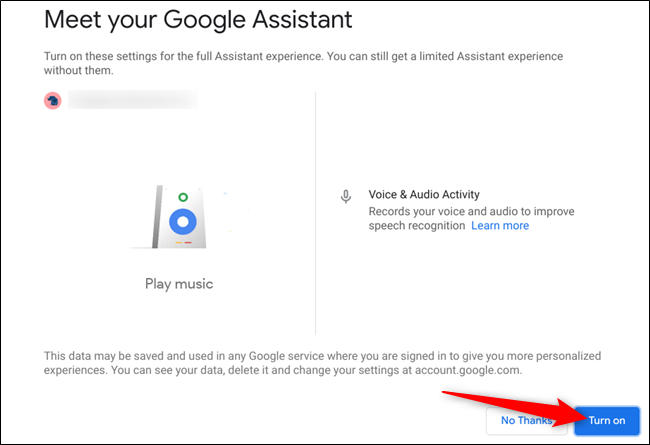 Meet your Google Assistant
Turn on these settings for the full Assistant experience. You can still get a limited Assistant experience
without them.
Voice & Audio Activity
Records your voice and audio to improve
speech recognition Learn more
Play music
This data may be saved and used in any Google service where you are signed in to give you more personalized
experiences. You can see your data, delete it and change your settings at account.google.com.
No Thanks Turn on